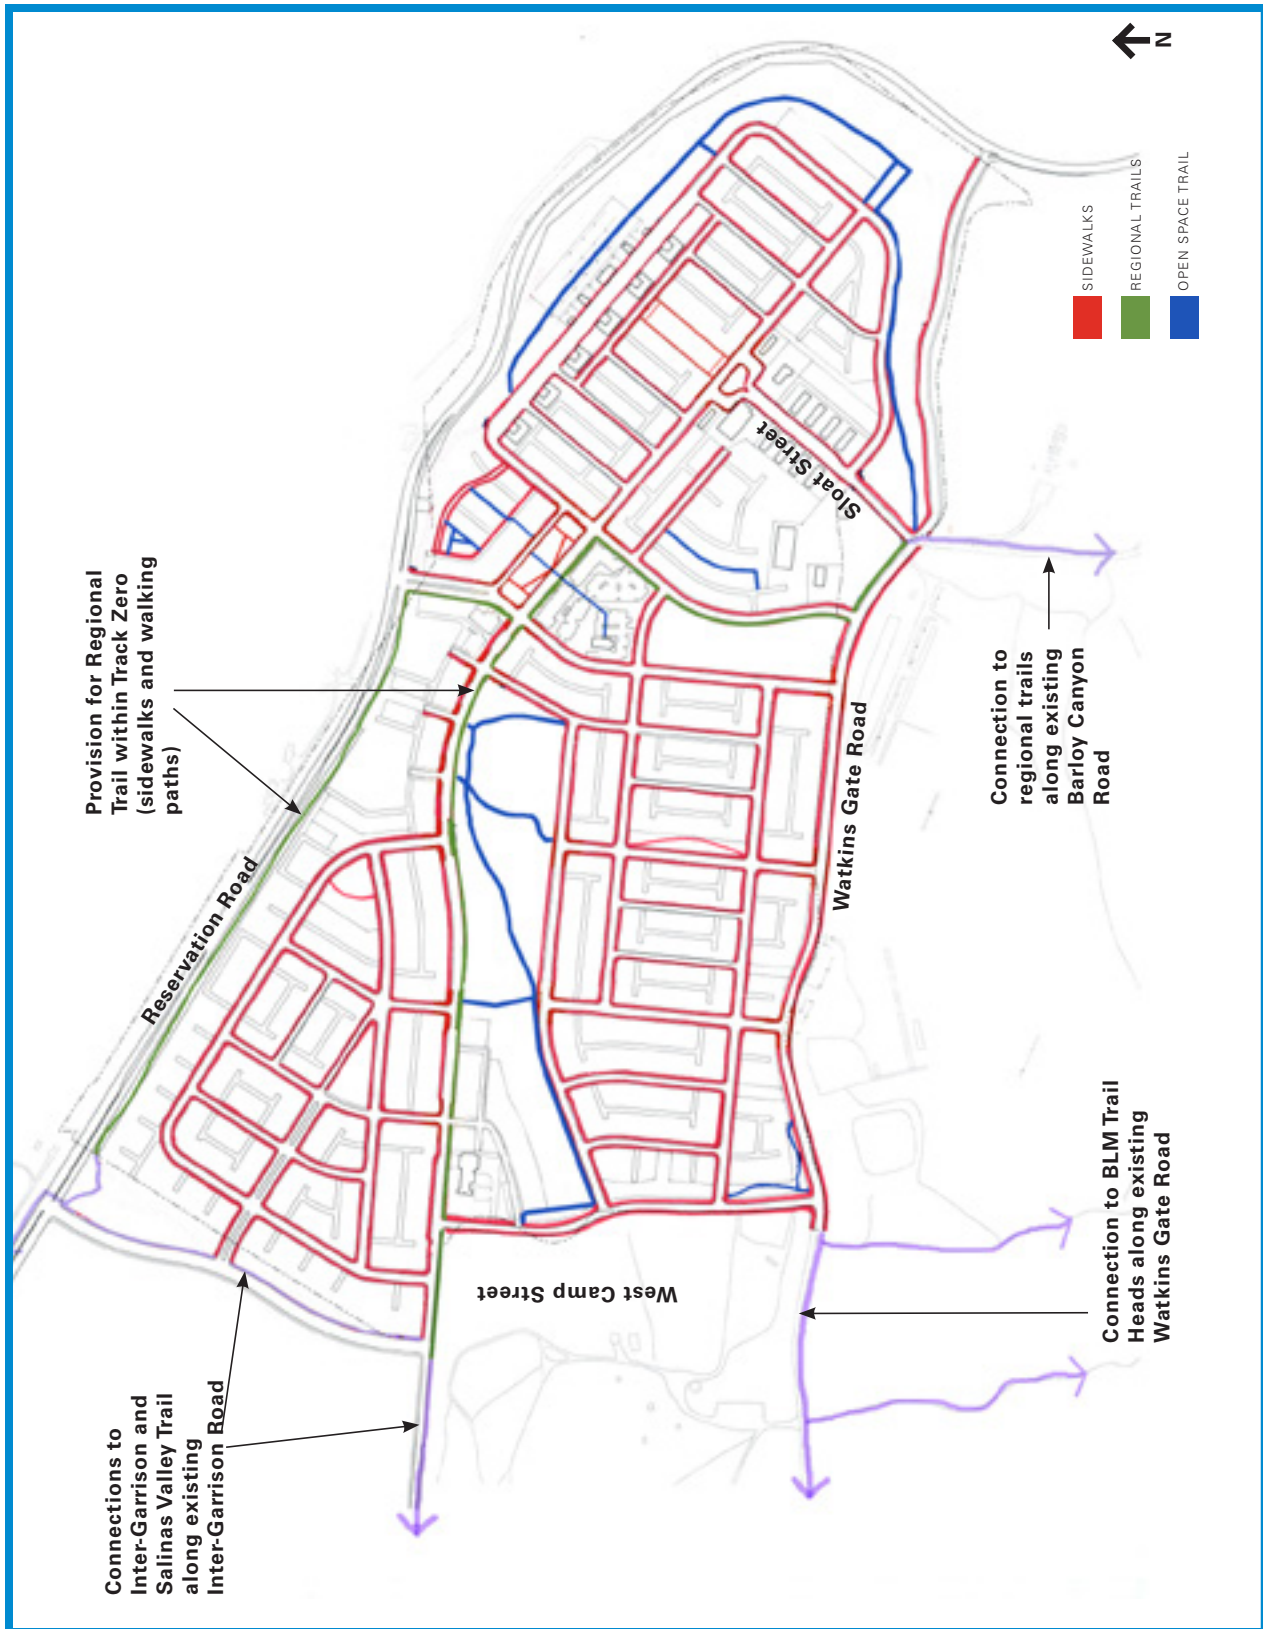 N
Provision for Regional
Trail within Track Zero
(sidewalks and walking
paths)
Reservation Road
Sloat Street
Watkins Gate Road
West Camp Street
Connections to
Inter-Garrison and
Salinas Valley Trail
along existing
Inter-Garrison Road
Connection to
regional trails
along existing
Barloy Canyon
Road
Connection to BLM Trail
Heads along existing
Watkins Gate Road
SIDEWALKS
REGIONAL TRAILS
OPEN SPACE TRAIL